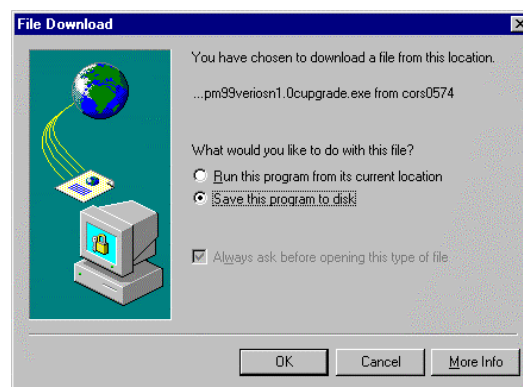 File Download
You have chosen to download a file from this location.
...pm99veriosn1.0cupgrade.exe from cors0574
What would you like to do with this file?
Run this program from its current location
Save this program to disk
Always ask before opening this type of file
OK
Cancel
More Info